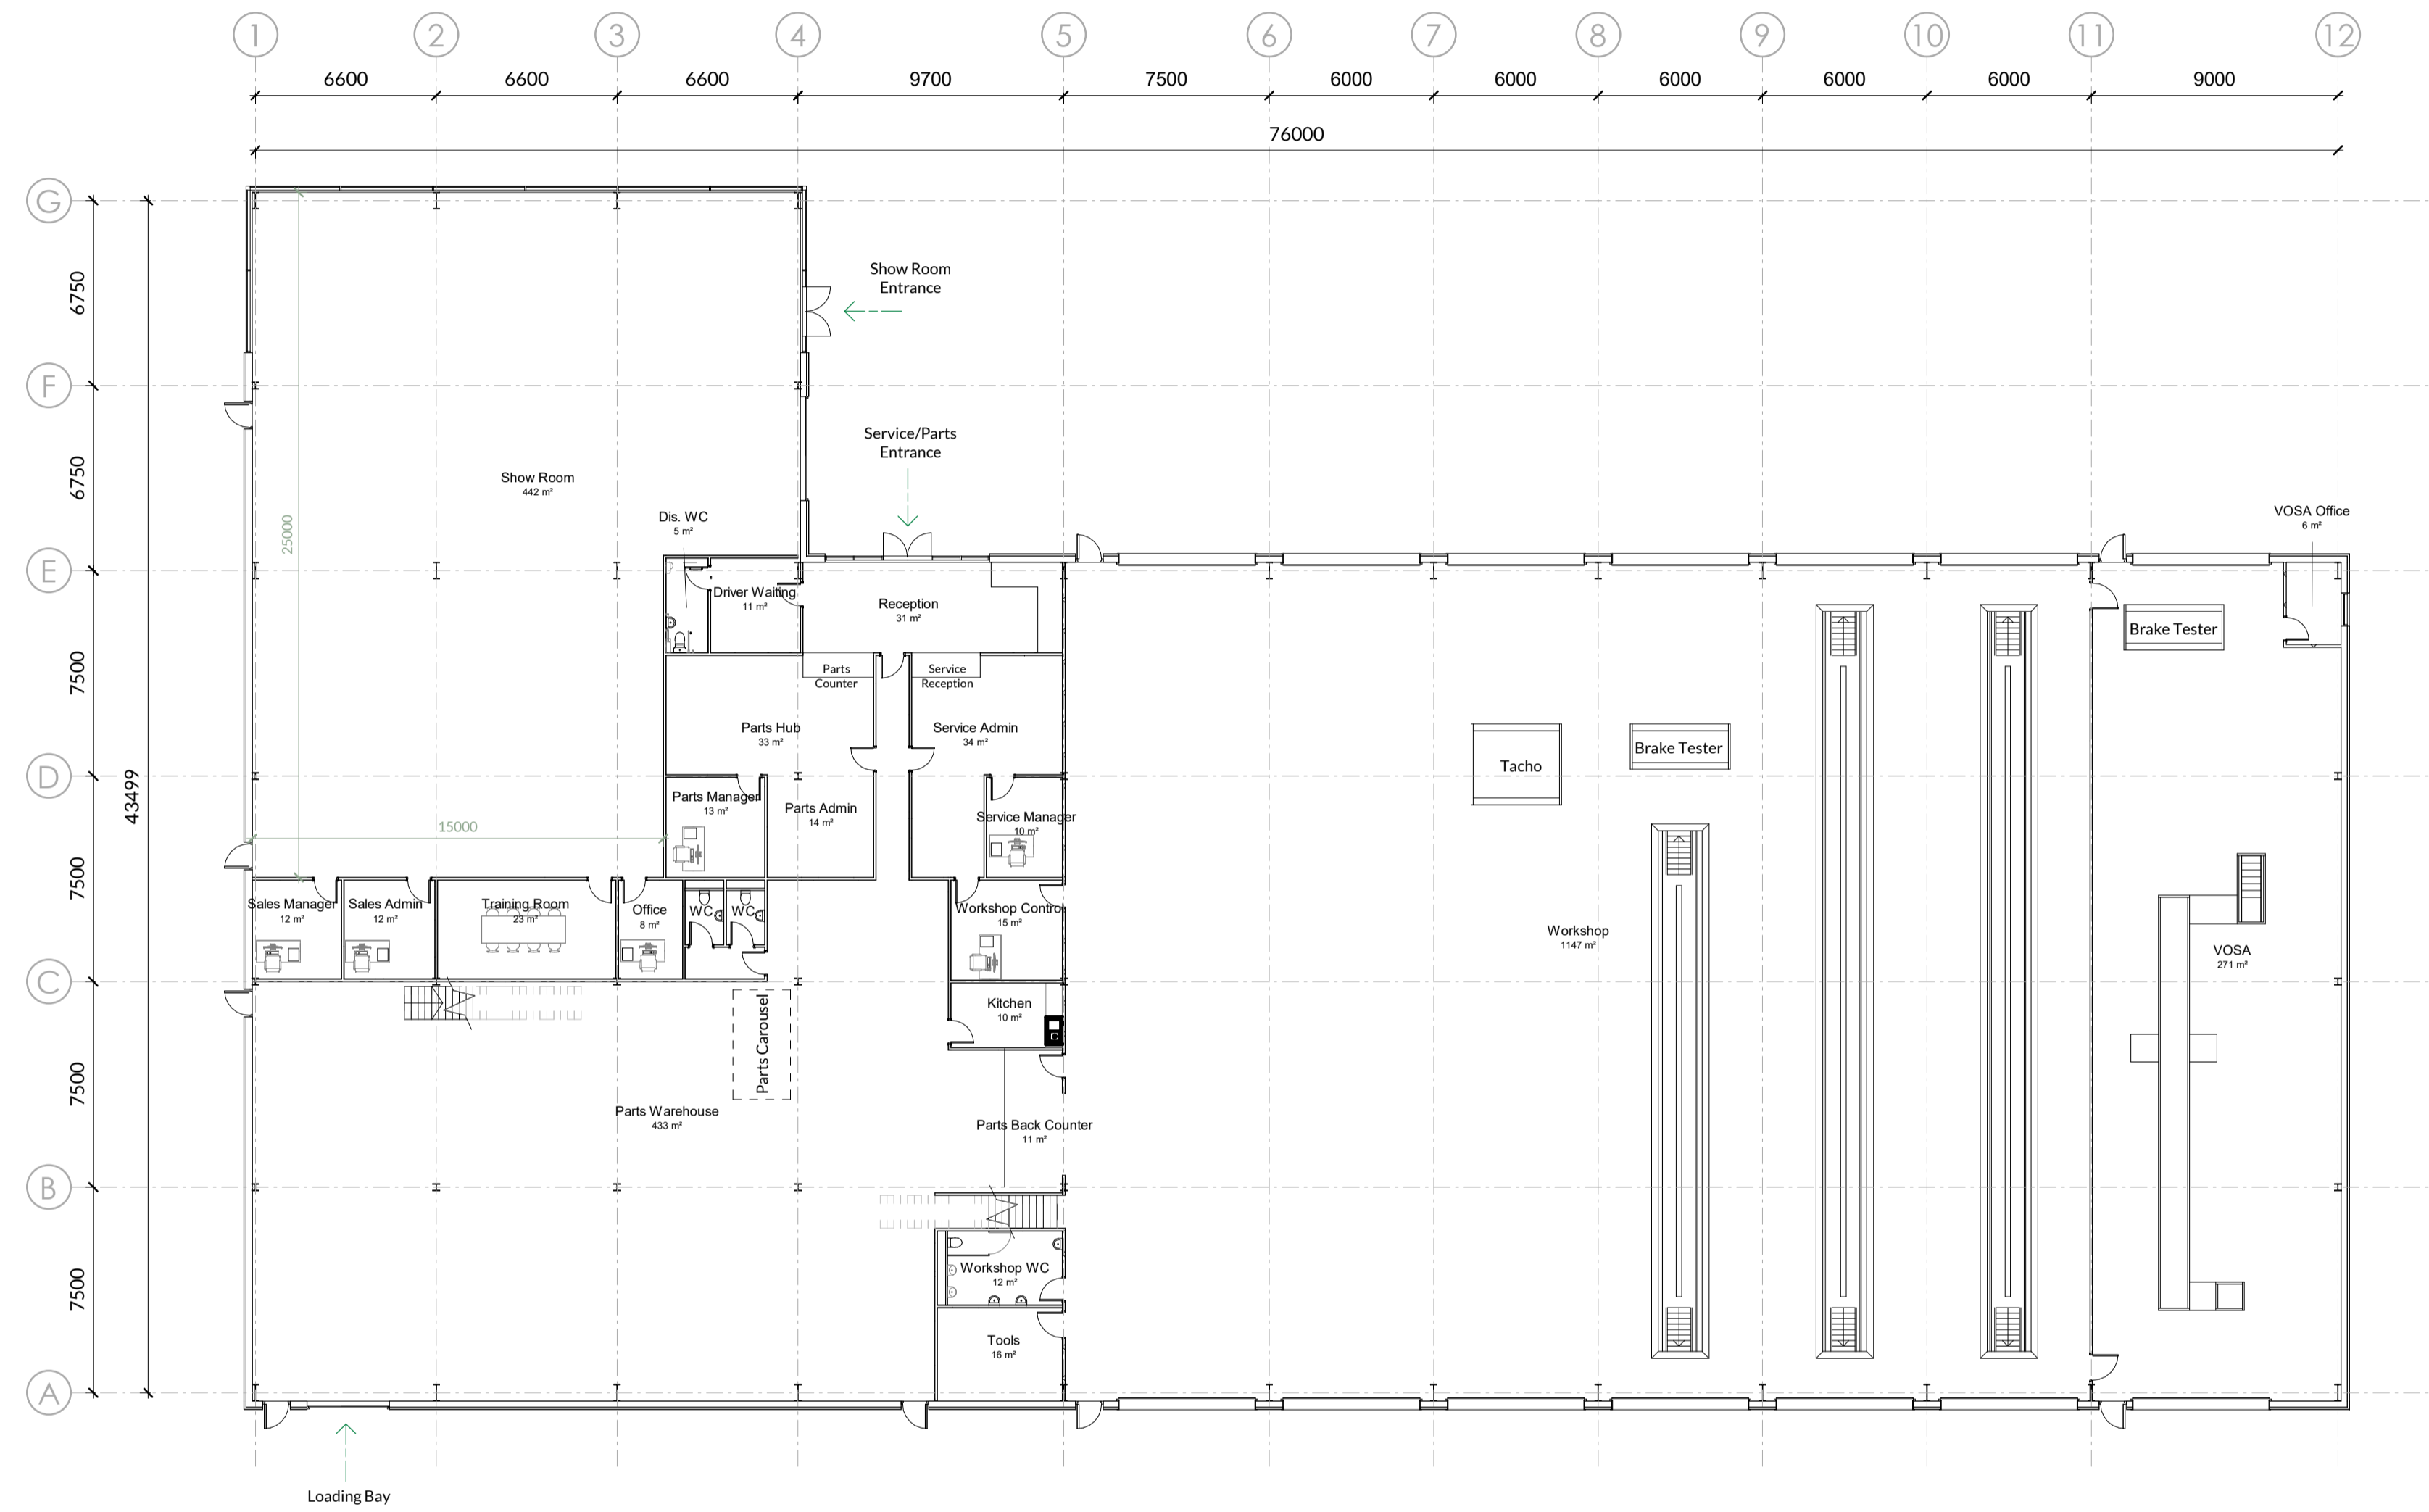 1 2 3 4 5 6 7 8 9 10 11 12
6600 6600 6600 9700 7500 6000 6000 6000 6000 6000 9000
76000
G
6750
Show Room
Entrance
F
6750
Service/Parts
Entrance
Show Room
442 m²
25000
Dis. WC
5 m²
VOSA Office
6 m²
E
Driver Waiting
11 m²
Reception
31 m²
Brake Tester
7500
Parts
Counter
Service
Reception
Parts Hub
33 m²
Service Admin
34 m²
Tacho
Brake Tester
D
43499
Parts Manager
13 m²
Parts Admin
14 m²
Service Manager
10 m²
15000
7500
Sales Manager
12 m²
Sales Admin
12 m²
Training Room
23 m²
Office
8 m²
WC
WC
Workshop Control
15 m²
Workshop
1147 m²
VOSA
271 m²
C
Kitchen
10 m²
Parts Carousel
7500
Parts Warehouse
433 m²
Parts Back Counter
11 m²
B
Workshop WC
12 m²
7500
Tools
16 m²
A
Loading Bay